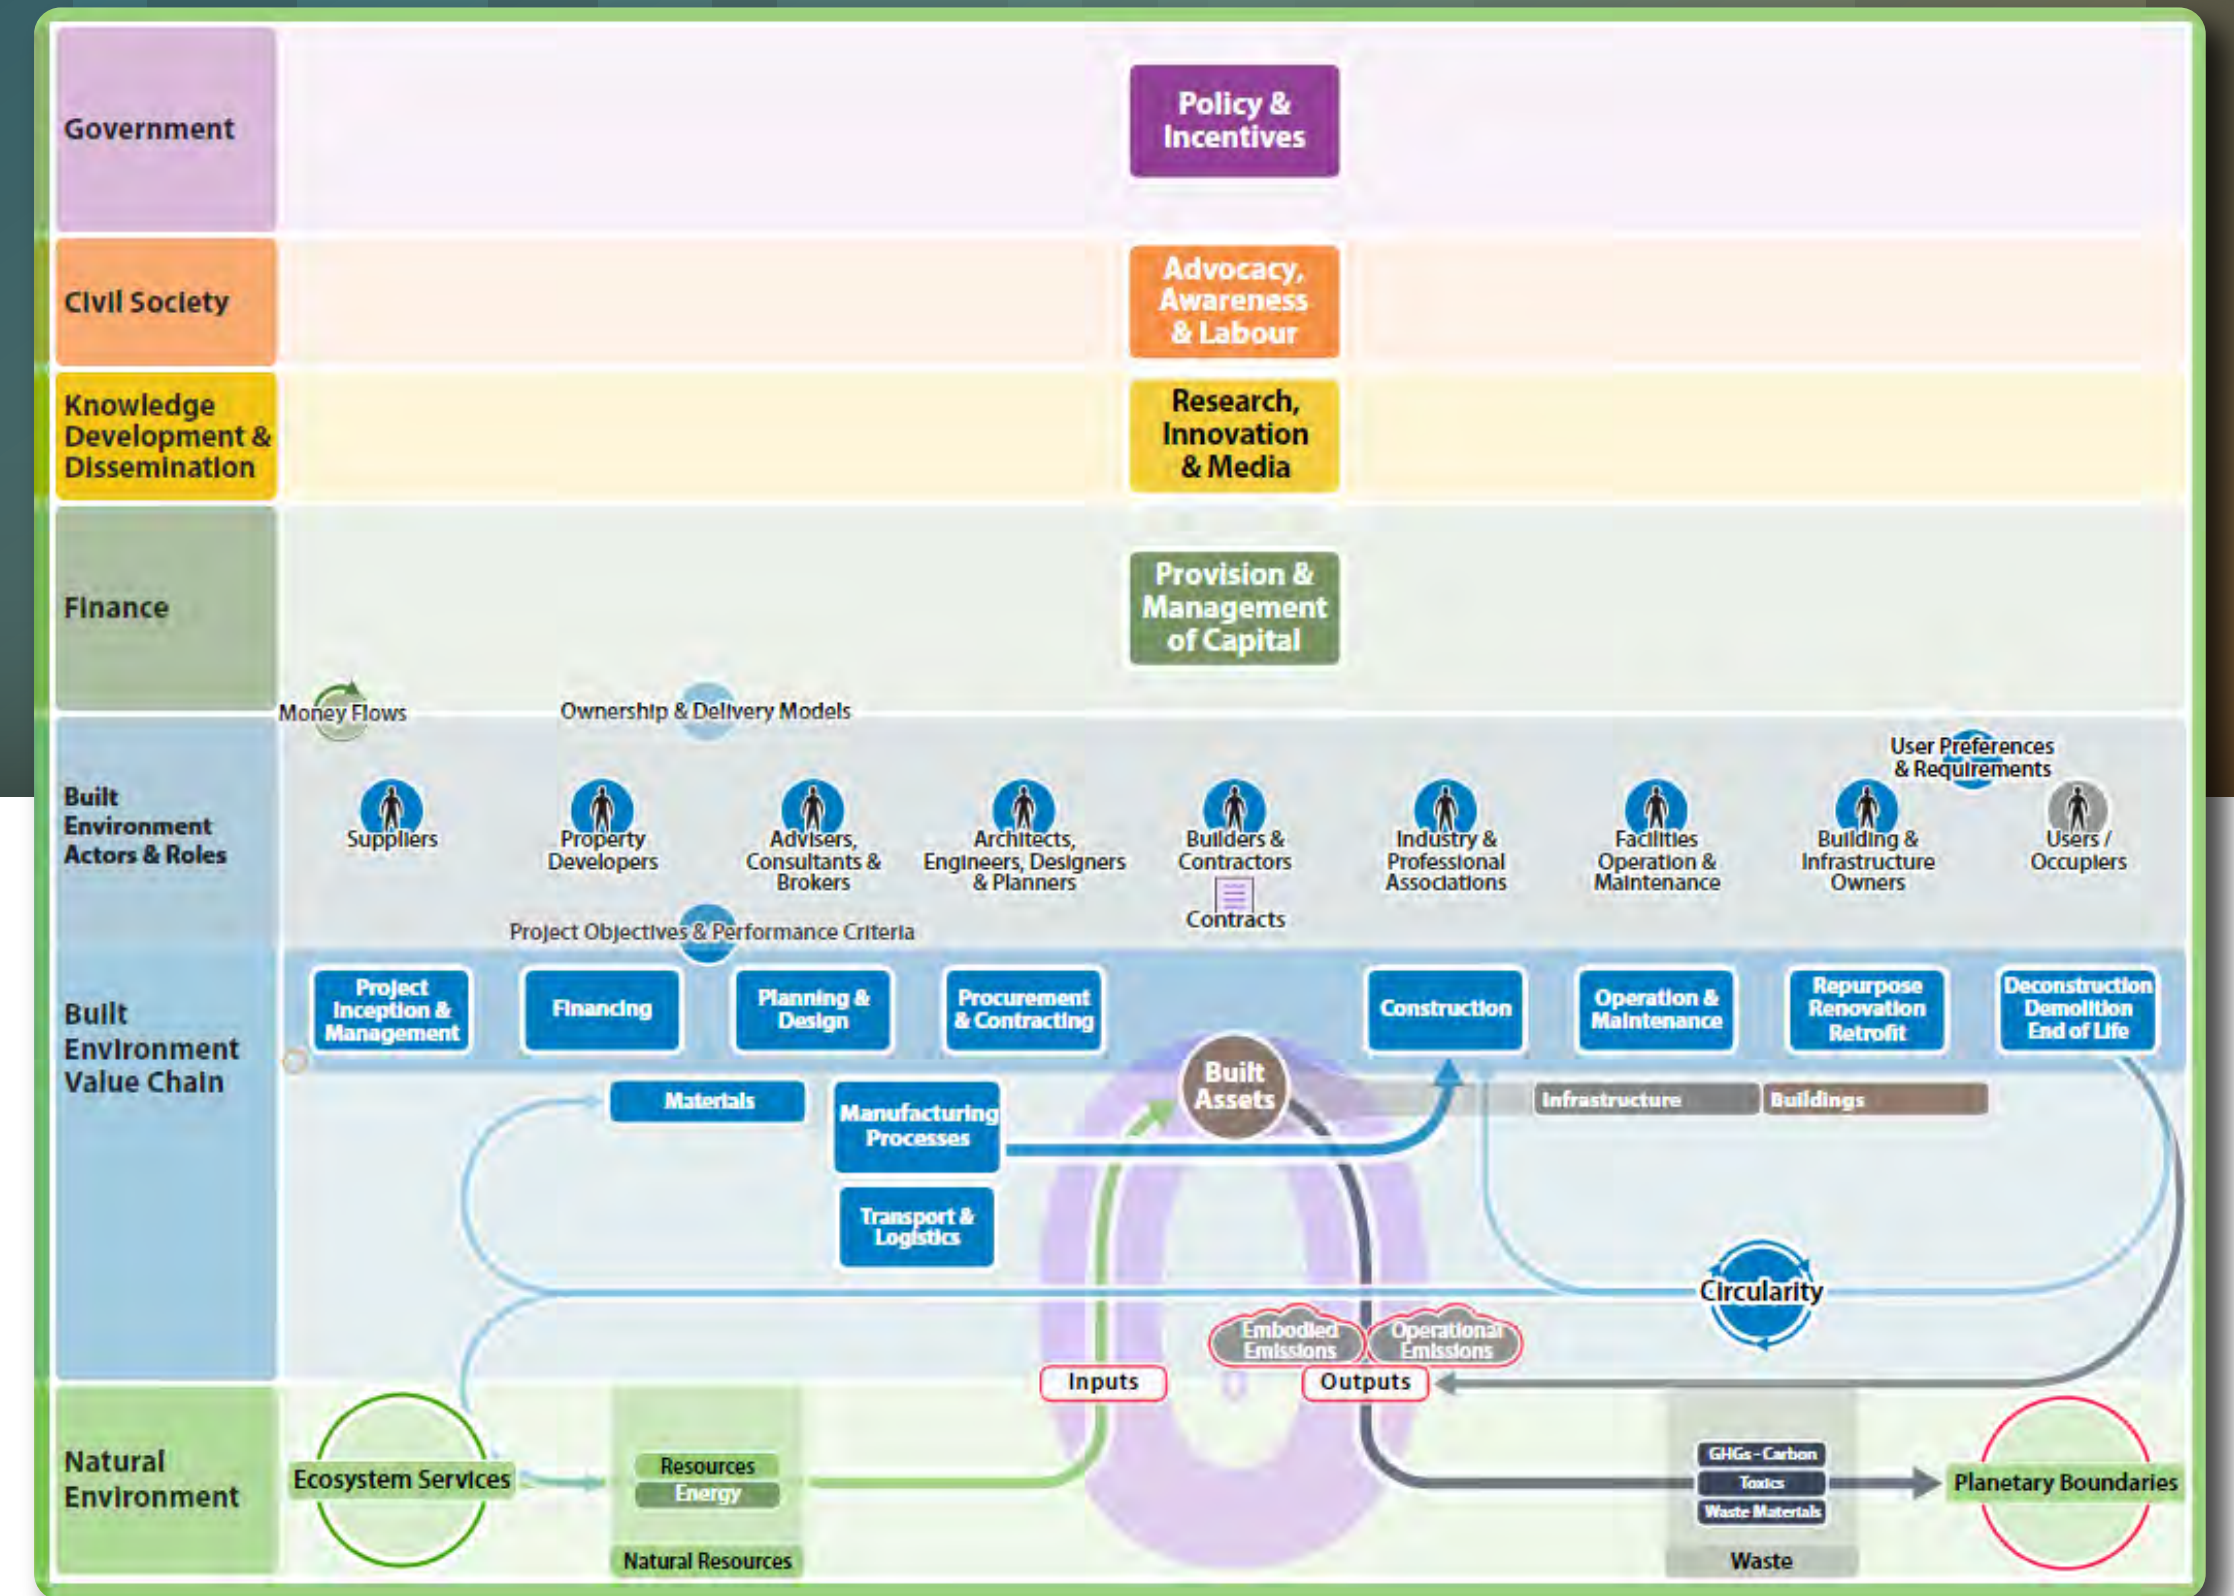 Government
Policy &
Incentives
Civil Society
Advocacy,
Awareness
& Labour
Knowledge
Development &
Dissemination
Research,
Innovation
& Media
Finance
Provision &
Management
of Capital
Money Flows
Ownership & Delivery Models
User Preferences
& Requirements
Built
Environment
Actors & Roles
Suppliers
Property
Developers
Advisers,
Consultants &
Brokers
Architects,
Engineers, Designers
& Planners
Builders &
Contractors
Contracts
Industry &
Professional
Associations
Facilities
Operation &
Maintenance
Building &
Infrastructure
Owners
Users /
Occupiers
Project Objectives & Performance Criteria
Built
Environment
Value Chain
Project
Inception &
Management
Financing
Planning &
Design
Procurement
& Contracting
Construction
Operation &
Maintenance
Repurpose
Renovation
Retrofit
Deconstruction
Demolition
End of Life
Built
Assets
Infrastructure
Buildings
Materials
Manufacturing
Processes
Transport &
Logistics
Circularity
Embodied
Emissions
Operational
Emissions
Inputs
Outputs
Natural
Environment
Ecosystem Services
Resources
Energy
Natural Resources
GHGs - Carbon
Toxics
Waste Materials
Waste
Planetary Boundaries